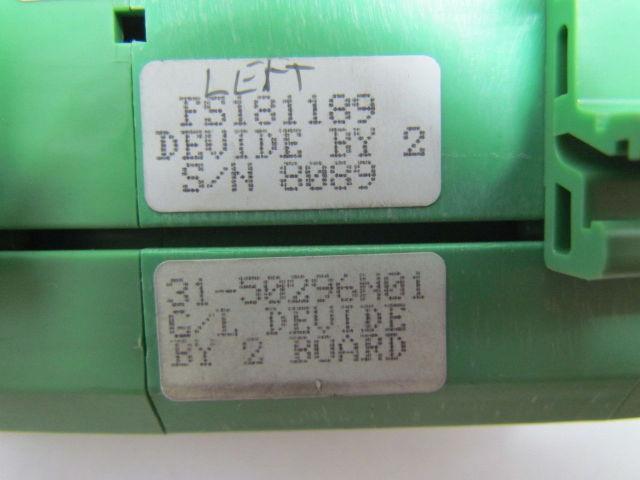 LEFT
FS181189
DEVIDE BY 2
S/N 8089
31-50296N01
G/L DEVIDE
BY 2 BOARD